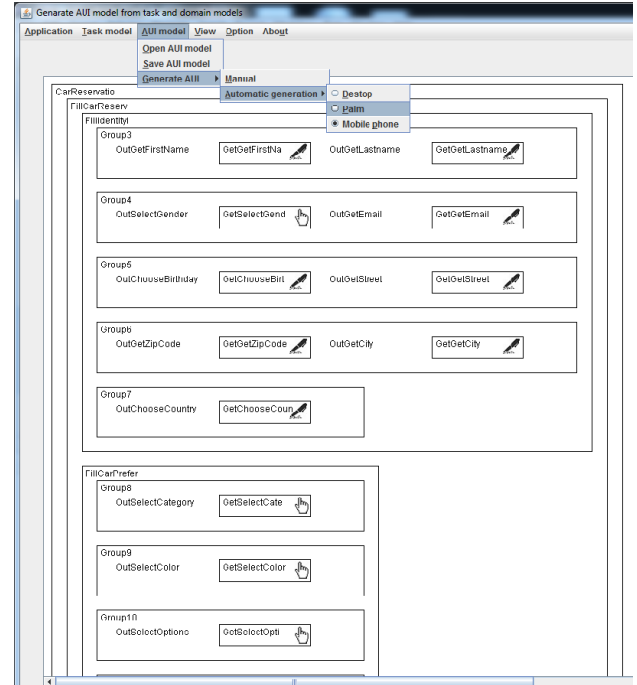 Genarate AUI model from task and domain models
Application Task model AUI model View Option About
Open AUI model
Save AUI model
Generate AUI Manual
Automatic generation Destop
Palm
Mobile phone
CarReservatio
FillCarReserv
FillIdentityI
Group3
OutGetFirstName GetGetFirstNa OutGetLastname GetGetLastname
Group4
OutSelectGender GetSelectGend OutGetEmail GetGetEmail
Group5
OutChooseBirthday GetChooseBirt OutGetStreet GetGetStreet
Group6
OutGetZipCode GetGetZipCode OutGetCity GetGetCity
Group7
OutChooseCountry GetChooseCoun
FillCarPrefer
Group8
OutSelectCategory GetSelectCate
Group9
OutSelectColor GetSelectColor
Group10
OutSelectOptions GetSelectOpti